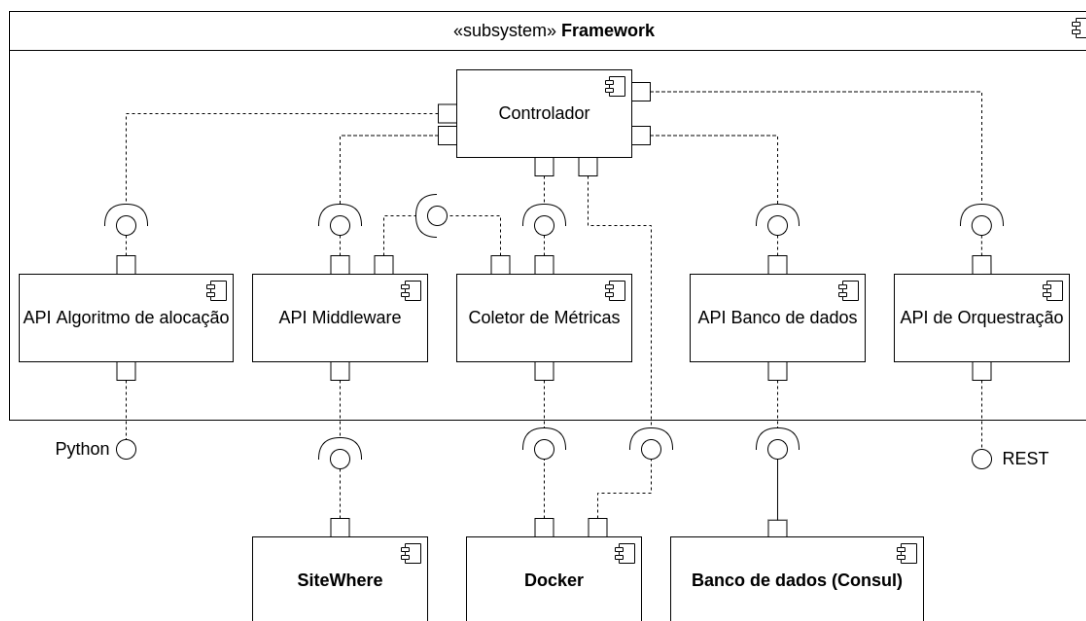 «subsystem» Framework
Controlador
API Algoritmo de alocação
API Middleware
Coletor de Métricas
API Banco de dados
API de Orquestração
Python
REST
SiteWhere
Docker
Banco de dados (Consul)